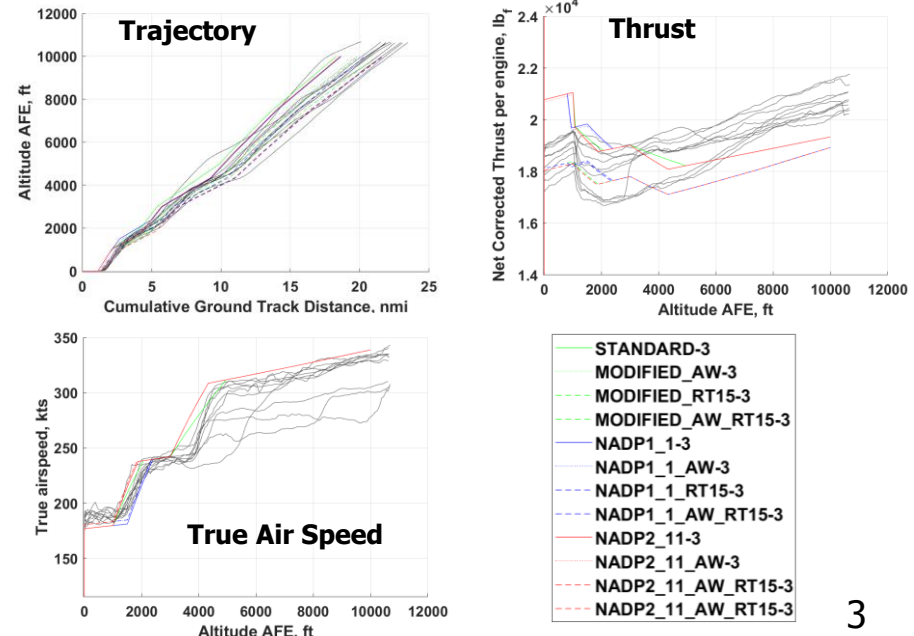 Trajectory
12000
10000
8000
6000
4000
2000
0
Altitude AFE, ft
0 5 10 15 20 25
Cumulative Ground Track Distance, nmi
Thrust
×10⁴
2.4
2.2
2
1.8
1.6
1.4
Net Corrected Thrust per engine, lb_f
0 2000 4000 6000 8000 10000 12000
Altitude AFE, ft
350
300
250
200
150
True airspeed, kts
True Air Speed
0 2000 4000 6000 8000 10000 12000
Altitude AFE, ft
STANDARD-3
MODIFIED_AW-3
MODIFIED_RT15-3
MODIFIED_AW_RT15-3
NADP1_1-3
NADP1_1_AW-3
NADP1_1_RT15-3
NADP1_1_AW_RT15-3
NADP2_11-3
NADP2_11_AW-3
NADP2_11_AW_RT15-3
NADP2_11_AW_RT15-3
3